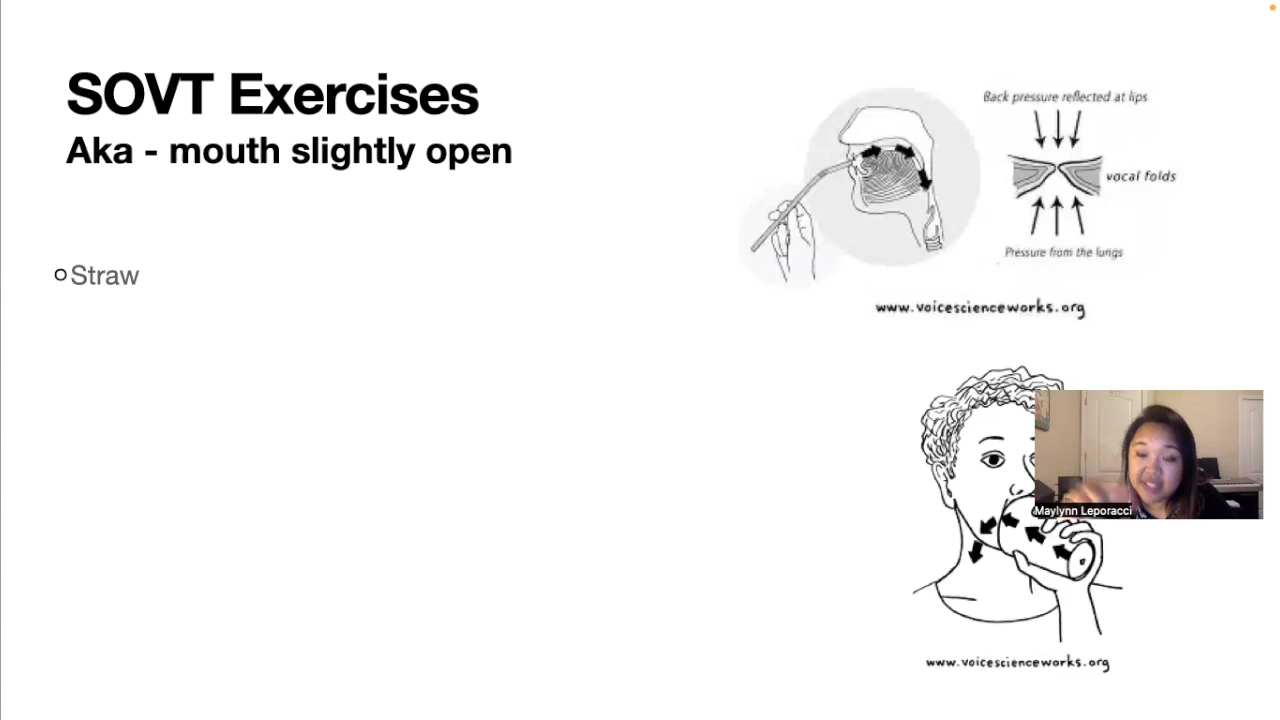 SOVT Exercises
Aka - mouth slightly open
Straw
Back pressure reflected at lips
vocal folds
Pressure from the lungs
www.voicescienceworks.org
Maylynn Leporacci
www.voicescienceworks.org